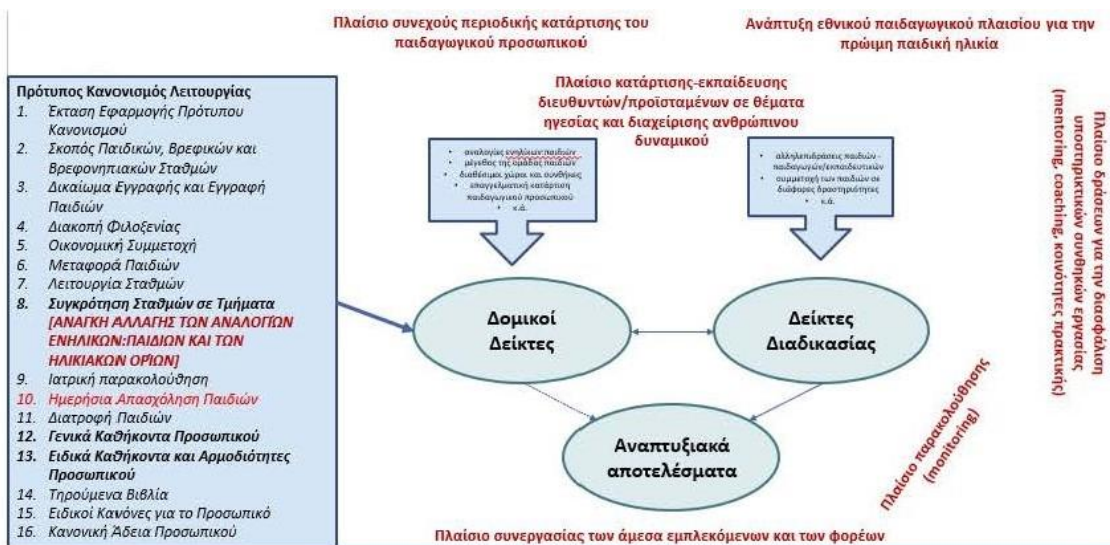 Πλαίσιο συνεχούς περιοδικής κατάρτισης του
παιδαγωγικού προσωπικού
Ανάπτυξη εθνικού παιδαγωγικού πλαισίου για την
πρώιμη παιδική ηλικία
Πλαίσιο κατάρτισης-εκπαίδευσης
διευθυντών/προϊσταμένων σε θέματα
ηγεσίας και διαχείρισης ανθρώπινου
δυναμικού
Πρότυπος Κανονισμός Λειτουργίας
1. Έκταση Εφαρμογής Πρότυπου
Κανονισμού
2. Σκοπός Παιδικών, Βρεφικών και
Βρεφονηπιακών Σταθμών
3. Δικαίωμα Εγγραφής και Εγγραφή
Παιδιών
4. Διακοπή Φιλοξενίας
5. Οικονομική Συμμετοχή
6. Μεταφορά Παιδιών
7. Λειτουργία Σταθμών
8. Συγκρότηση Σταθμών σε Τμήματα
[ΑΝΑΓΚΗ ΑΛΛΑΓΗΣ ΤΩΝ ΑΝΑΛΟΓΙΩΝ
ΕΝΗΛΙΚΩΝ:ΠΑΙΔΙΩΝ ΚΑΙ ΤΩΝ
ΗΛΙΚΙΑΚΩΝ ΟΡΙΩΝ]
9. Ιατρική παρακολούθηση
10. Ημερήσια Απασχόληση Παιδιών
11. Διατροφή Παιδιών
12. Γενικά Καθήκοντα Προσωπικού
13. Ειδικά Καθήκοντα και Αρμοδιότητες
Προσωπικού
14. Τηρούμενα Βιβλία
15. Ειδικοί Κανόνες για το Προσωπικό
16. Κανονική Άδεια Προσωπικού
• αναλογίες ενηλίκων:παιδιών
• μέγεθος της ομάδας παιδιών
• διαθέσιμοι χώροι και συνθήκες
• επαγγελματική κατάρτιση
παιδαγωγικού προσωπικού
• κ.ά.
• αλληλεπιδράσεις παιδιών -
παιδαγωγών/εκπαιδευτικών
• συμμετοχή των παιδιών σε
διάφορες δραστηριότητες
• κ.ά.
Δομικοί
Δείκτες
Δείκτες
Διαδικασίας
Αναπτυξιακά
αποτελέσματα
Πλαίσιο δράσεων για την διασφάλιση
υποστηρικτικών συνθηκών εργασίας
(mentoring, coaching, κοινότητες πρακτικής)
Πλαίσιο παρακολούθησης
(monitoring)
Πλαίσιο συνεργασίας των άμεσα εμπλεκόμενων και των φορέων